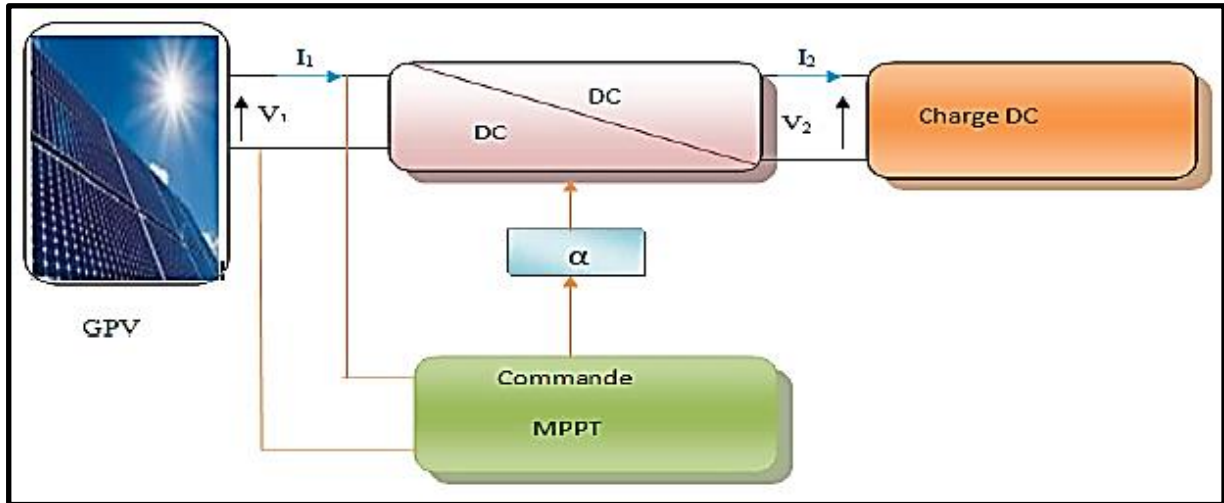 I₁
V₁
DC
DC
I₂
V₂
Charge DC
α
GPV
Commande
MPPT